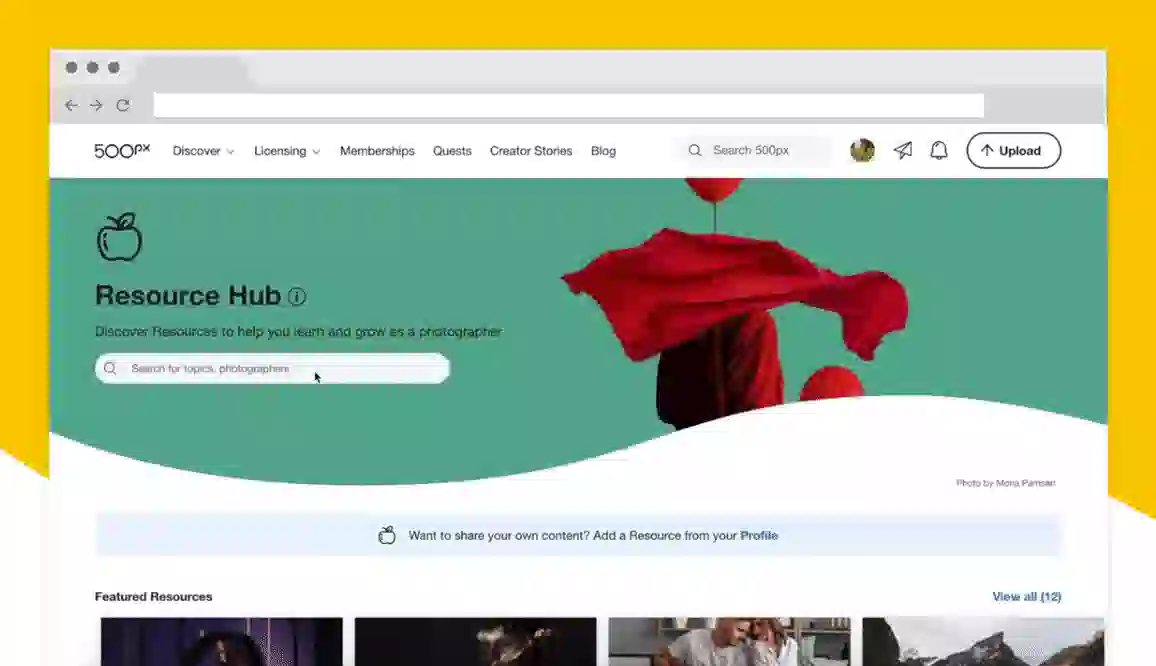 500px Discover Licensing Memberships Quests Creator Stories Blog Search 500px Upload
Resource Hub
Discover Resources to help you learn and grow as a photographer
Search for topics, photographers
Photo by Mona
Want to share your own content? Add a Resource from your Profile
Featured Resources View all (12)